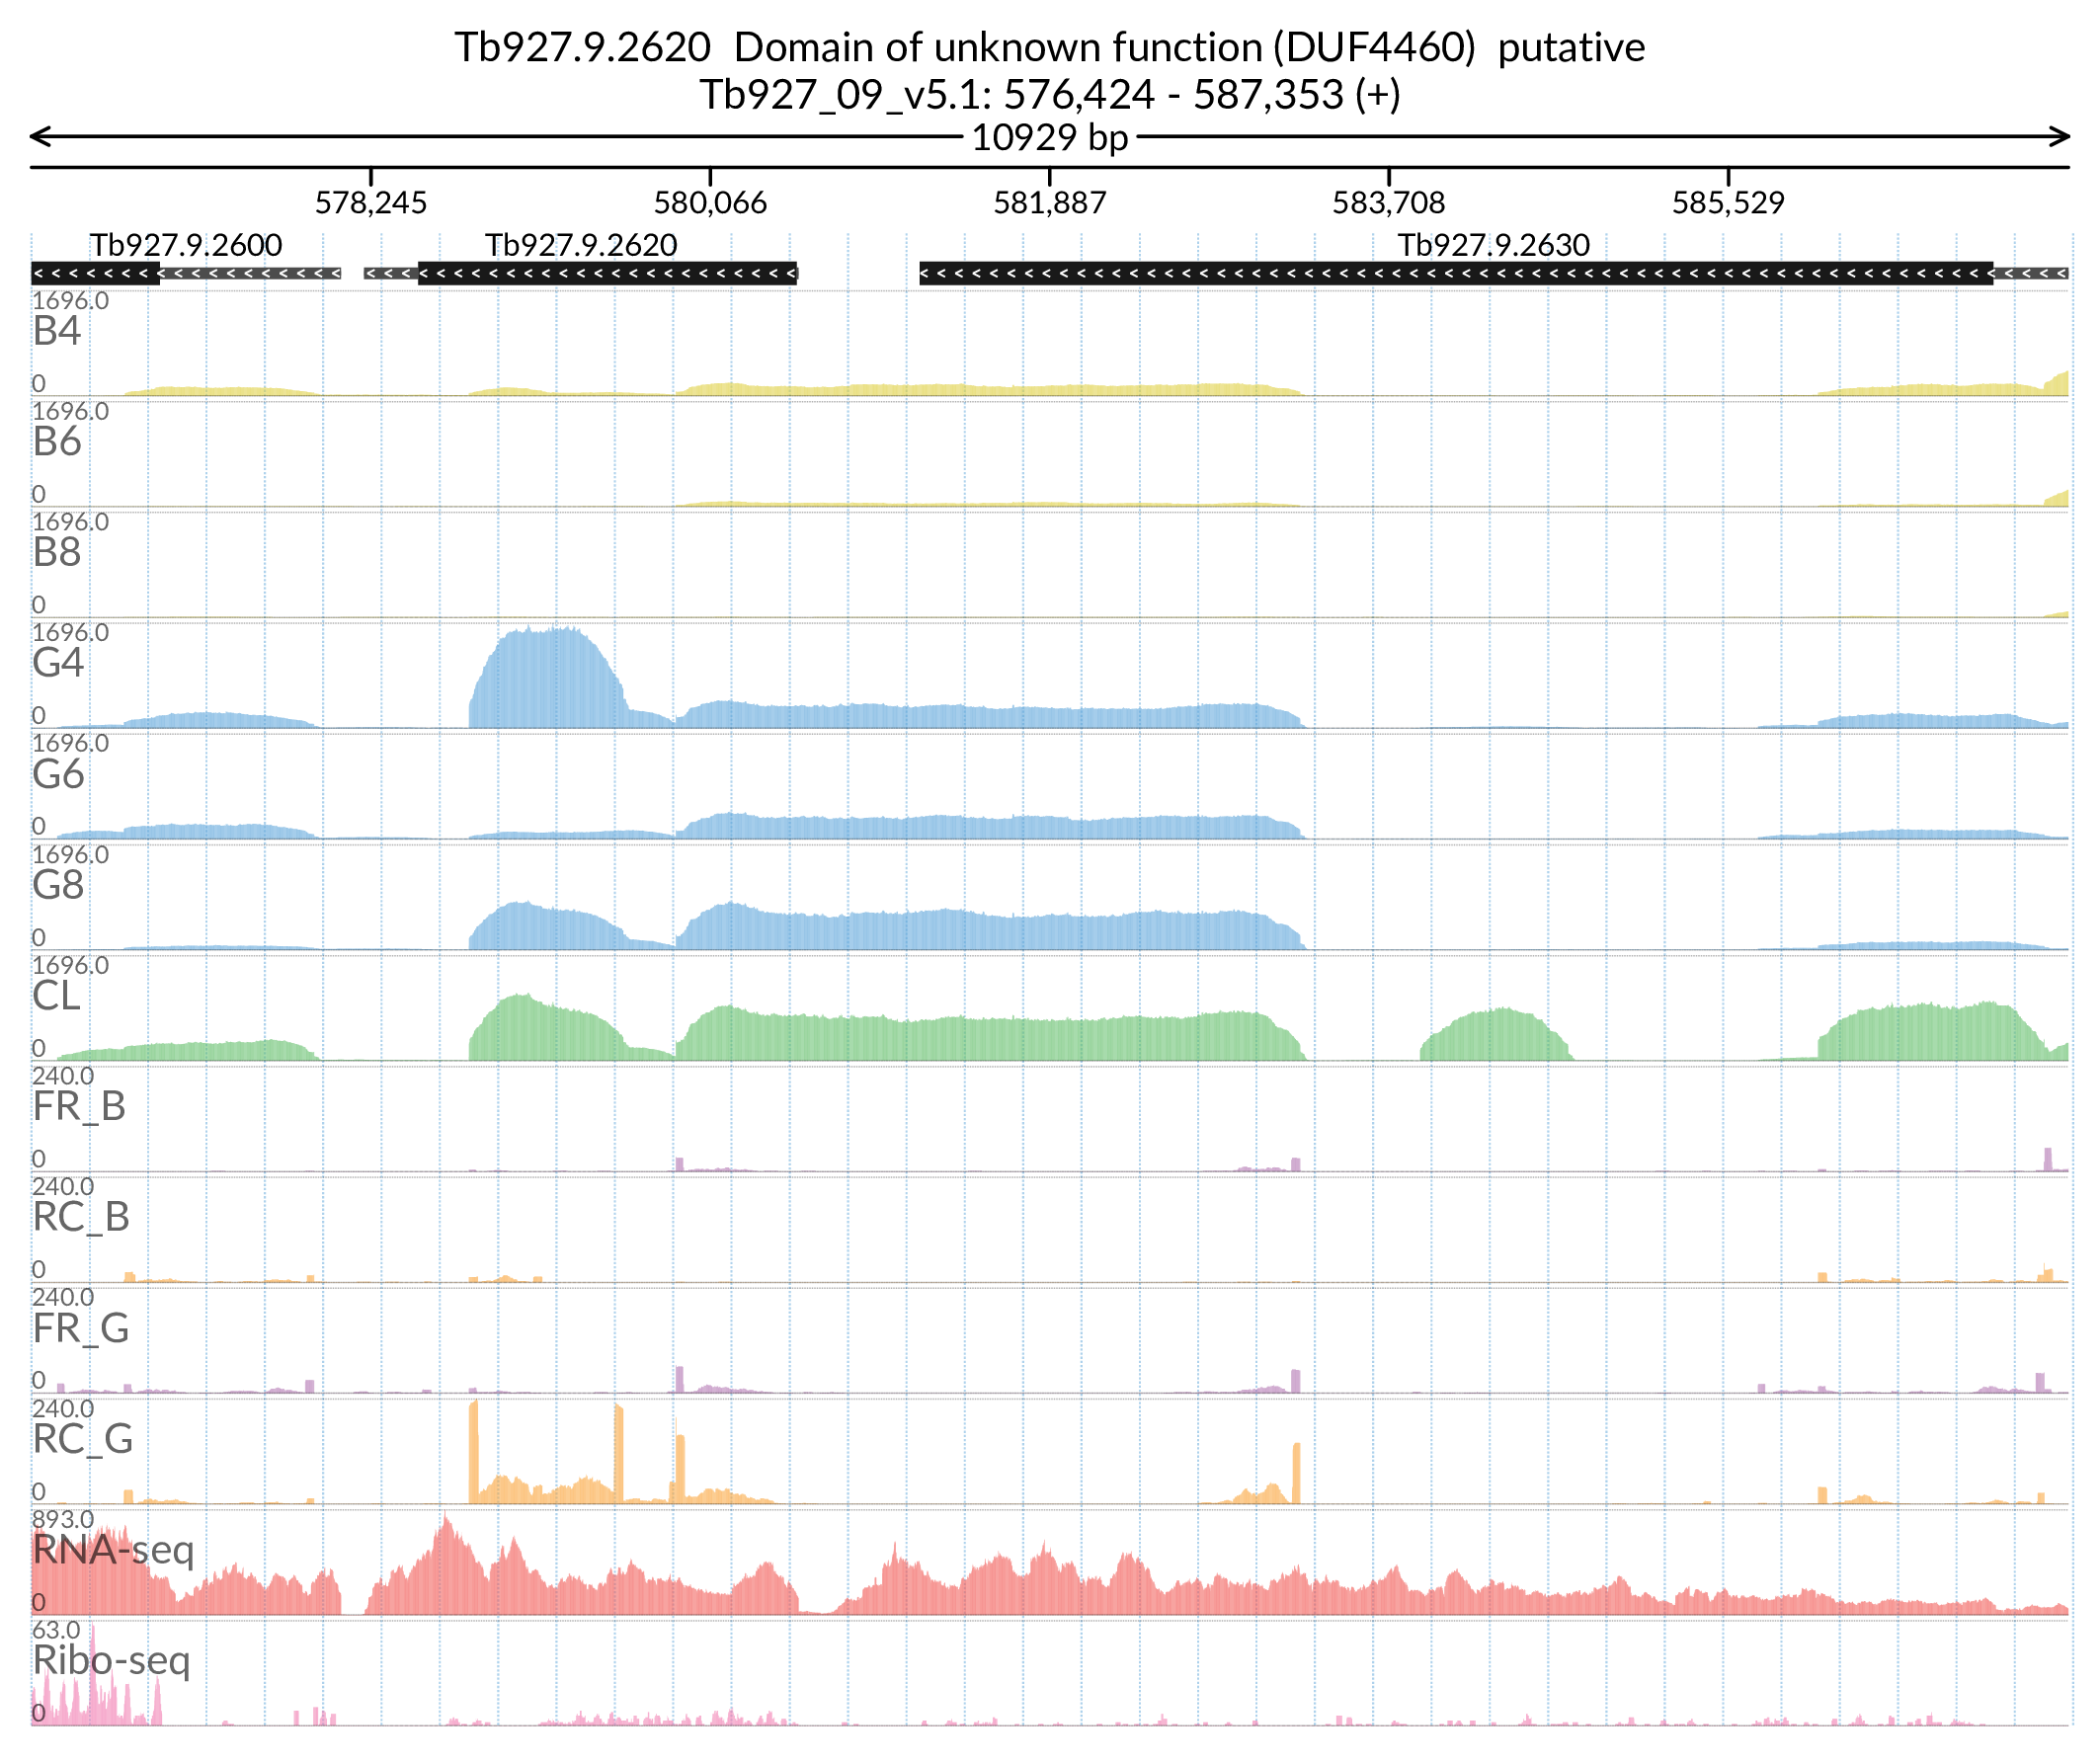 Tb927.9.2620  Domain of unknown function (DUF4460)  putative
Tb927_09_v5.1: 576,424 - 587,353 (+)
10929 bp
578,245 580,066 581,887 583,708 585,529
Tb927.9.2600 Tb927.9.2620 Tb927.9.2630
1696.0
B4
0
1696.0
B6
0
1696.0
B8
0
1696.0
G4
0
1696.0
G6
0
1696.0
G8
0
1696.0
CL
0
240.0
FR_B
0
240.0
RC_B
0
240.0
FR_G
0
240.0
RC_G
0
893.0
RNA-seq
0
63.0
Ribo-seq
0